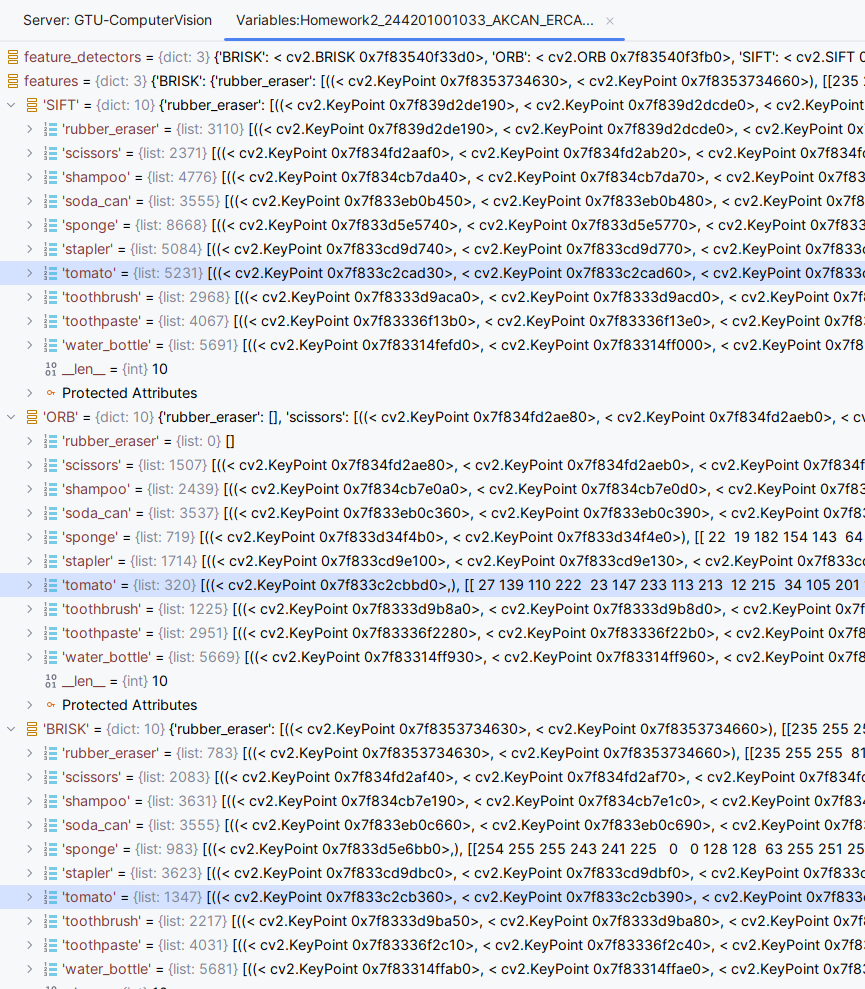 Server: GTU-ComputerVision Variables:Homework2_244201001033_AKCAN_ERCA... ×
feature_detectors = {dict: 3} {'BRISK': < cv2.BRISK 0x7f83540f33d0>, 'ORB': < cv2.ORB 0x7f83540f3fb0>, 'SIFT': < cv2.SIFT 0
features = {dict: 3} {'BRISK': {'rubber_eraser': [((< cv2.KeyPoint 0x7f8353734630>, < cv2.KeyPoint 0x7f8353734660>), [[235
'SIFT' = {dict: 10} {'rubber_eraser': [((< cv2.KeyPoint 0x7f839d2de190>, < cv2.KeyPoint 0x7f839d2dcde0>, < cv2.KeyPoint
'rubber_eraser' = {list: 3110} [((< cv2.KeyPoint 0x7f839d2de190>, < cv2.KeyPoint 0x7f839d2dcde0>, < cv2.KeyPoint 0x7
'scissors' = {list: 2371} [((< cv2.KeyPoint 0x7f834fd2aaf0>, < cv2.KeyPoint 0x7f834fd2ab20>, < cv2.KeyPoint 0x7f834fd
'shampoo' = {list: 4776} [((< cv2.KeyPoint 0x7f834cb7da40>, < cv2.KeyPoint 0x7f834cb7da70>, < cv2.KeyPoint 0x7f83
'soda_can' = {list: 3555} [((< cv2.KeyPoint 0x7f833eb0b450>, < cv2.KeyPoint 0x7f833eb0b480>, < cv2.KeyPoint 0x7f8
'sponge' = {list: 8668} [((< cv2.KeyPoint 0x7f833d5e5740>, < cv2.KeyPoint 0x7f833d5e5770>, < cv2.KeyPoint 0x7f833
'stapler' = {list: 5084} [((< cv2.KeyPoint 0x7f833cd9d740>, < cv2.KeyPoint 0x7f833cd9d770>, < cv2.KeyPoint 0x7f833c
'tomato' = {list: 5231} [((< cv2.KeyPoint 0x7f833c2cad30>, < cv2.KeyPoint 0x7f833c2cad60>, < cv2.KeyPoint 0x7f833c
'toothbrush' = {list: 2968} [((< cv2.KeyPoint 0x7f8333d9aca0>, < cv2.KeyPoint 0x7f8333d9acd0>, < cv2.KeyPoint 0x7f
'toothpaste' = {list: 4067} [((< cv2.KeyPoint 0x7f83336f13b0>, < cv2.KeyPoint 0x7f83336f13e0>, < cv2.KeyPoint 0x7f8
'water_bottle' = {list: 5691} [((< cv2.KeyPoint 0x7f83314fefd0>, < cv2.KeyPoint 0x7f83314ff000>, < cv2.KeyPoint 0x7f8
__len__ = {int} 10
Protected Attributes
'ORB' = {dict: 10} {'rubber_eraser': [], 'scissors': [((< cv2.KeyPoint 0x7f834fd2ae80>, < cv2.KeyPoint 0x7f834fd2aeb0>, < cv
'rubber_eraser' = {list: 0} []
'scissors' = {list: 1507} [((< cv2.KeyPoint 0x7f834fd2ae80>, < cv2.KeyPoint 0x7f834fd2aeb0>, < cv2.KeyPoint 0x7f834f
'shampoo' = {list: 2439} [((< cv2.KeyPoint 0x7f834cb7e0a0>, < cv2.KeyPoint 0x7f834cb7e0d0>, < cv2.KeyPoint 0x7f83
'soda_can' = {list: 3537} [((< cv2.KeyPoint 0x7f833eb0c360>, < cv2.KeyPoint 0x7f833eb0c390>, < cv2.KeyPoint 0x7f8
'sponge' = {list: 719} [((< cv2.KeyPoint 0x7f833d34f4b0>, < cv2.KeyPoint 0x7f833d34f4e0>), [[ 22 19 182 154 143 64
'stapler' = {list: 1714} [((< cv2.KeyPoint 0x7f833cd9e100>, < cv2.KeyPoint 0x7f833cd9e130>, < cv2.KeyPoint 0x7f833cd
'tomato' = {list: 320} [((< cv2.KeyPoint 0x7f833c2cbbd0>,), [[ 27 139 110 222 23 147 233 113 213 12 215 34 105 201
'toothbrush' = {list: 1225} [((< cv2.KeyPoint 0x7f8333d9b8a0>, < cv2.KeyPoint 0x7f8333d9b8d0>, < cv2.KeyPoint 0x7f
'toothpaste' = {list: 2951} [((< cv2.KeyPoint 0x7f83336f2280>, < cv2.KeyPoint 0x7f83336f22b0>, < cv2.KeyPoint 0x7f8
'water_bottle' = {list: 5669} [((< cv2.KeyPoint 0x7f83314ff930>, < cv2.KeyPoint 0x7f83314ff960>, < cv2.KeyPoint 0x7f8
__len__ = {int} 10
Protected Attributes
'BRISK' = {dict: 10} {'rubber_eraser': [((< cv2.KeyPoint 0x7f8353734630>, < cv2.KeyPoint 0x7f8353734660>), [[235 255 25
'rubber_eraser' = {list: 783} [((< cv2.KeyPoint 0x7f8353734630>, < cv2.KeyPoint 0x7f8353734660>), [[235 255 255 81
'scissors' = {list: 2083} [((< cv2.KeyPoint 0x7f834fd2af40>, < cv2.KeyPoint 0x7f834fd2af70>, < cv2.KeyPoint 0x7f834fd
'shampoo' = {list: 3631} [((< cv2.KeyPoint 0x7f834cb7e190>, < cv2.KeyPoint 0x7f834cb7e1c0>, < cv2.KeyPoint 0x7f834
'soda_can' = {list: 3555} [((< cv2.KeyPoint 0x7f833eb0c660>, < cv2.KeyPoint 0x7f833eb0c690>, < cv2.KeyPoint 0x7f8
'sponge' = {list: 983} [((< cv2.KeyPoint 0x7f833d5e6bb0>,), [[254 255 255 243 241 225 0 0 128 128 63 255 251 25
'stapler' = {list: 3623} [((< cv2.KeyPoint 0x7f833cd9dbc0>, < cv2.KeyPoint 0x7f833cd9dbf0>, < cv2.KeyPoint 0x7f833c
'tomato' = {list: 1347} [((< cv2.KeyPoint 0x7f833c2cb360>, < cv2.KeyPoint 0x7f833c2cb390>, < cv2.KeyPoint 0x7f833c
'toothbrush' = {list: 2217} [((< cv2.KeyPoint 0x7f8333d9ba50>, < cv2.KeyPoint 0x7f8333d9ba80>, < cv2.KeyPoint 0x7f
'toothpaste' = {list: 4031} [((< cv2.KeyPoint 0x7f83336f2c10>, < cv2.KeyPoint 0x7f83336f2c40>, < cv2.KeyPoint 0x7f8
'water_bottle' = {list: 5681} [((< cv2.KeyPoint 0x7f83314ffab0>, < cv2.KeyPoint 0x7f83314ffae0>, < cv2.KeyPoint 0x7f8